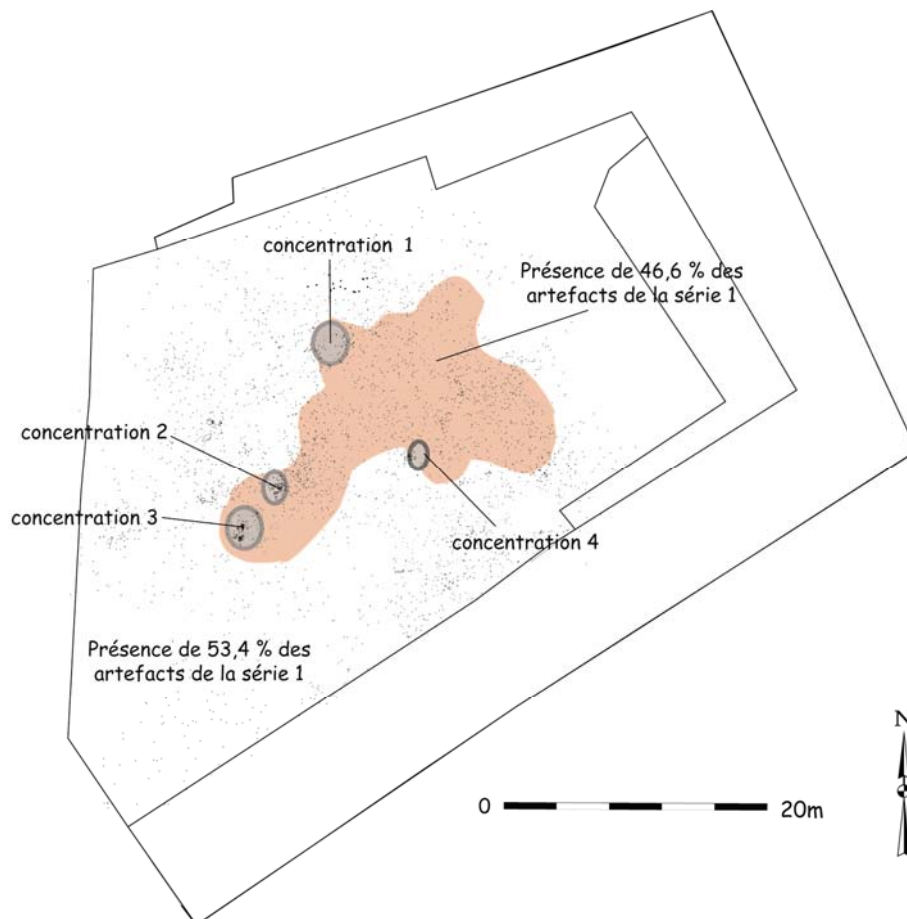 concentration 1
Présence de 46,6 % des
artefacts de la série 1
concentration 2
concentration 3
concentration 4
Présence de 53,4 % des
artefacts de la série 1
N
0 20m